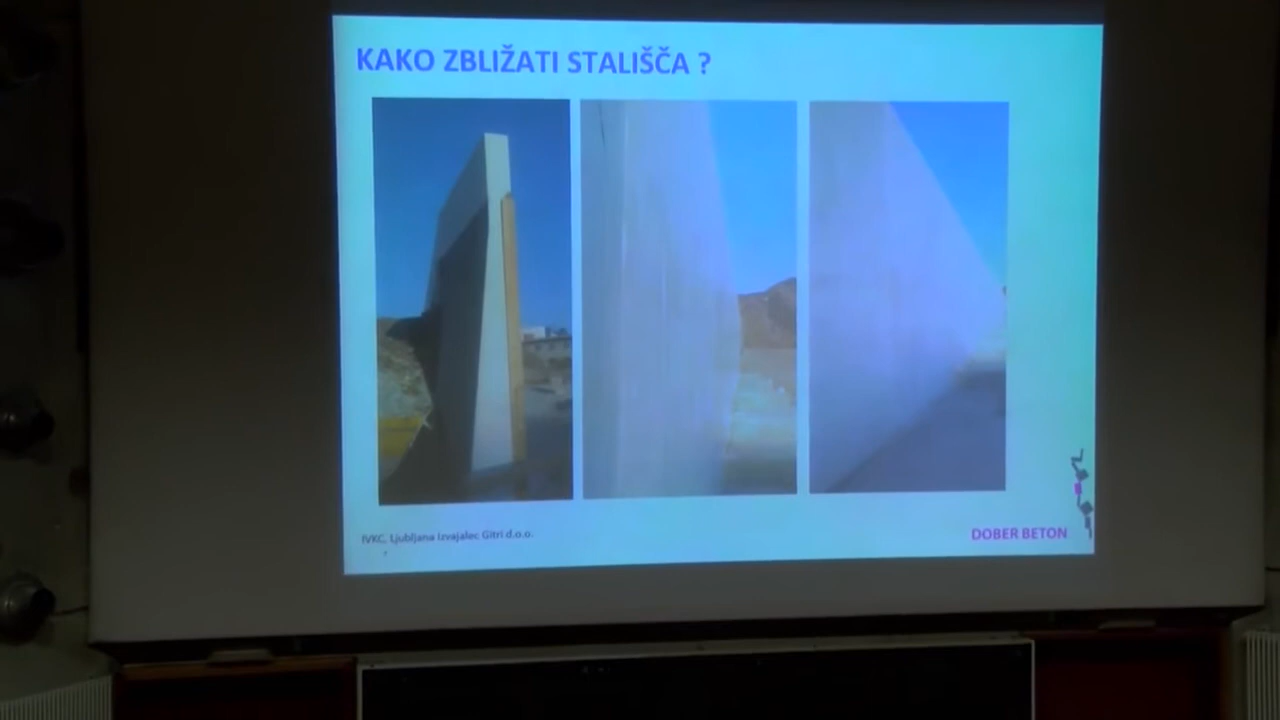 KAKO ZBLIŽATI STALIŠČA ?
IVKC, Ljubljana Izvajalec Gitri d.o.o.
DOBER BETON